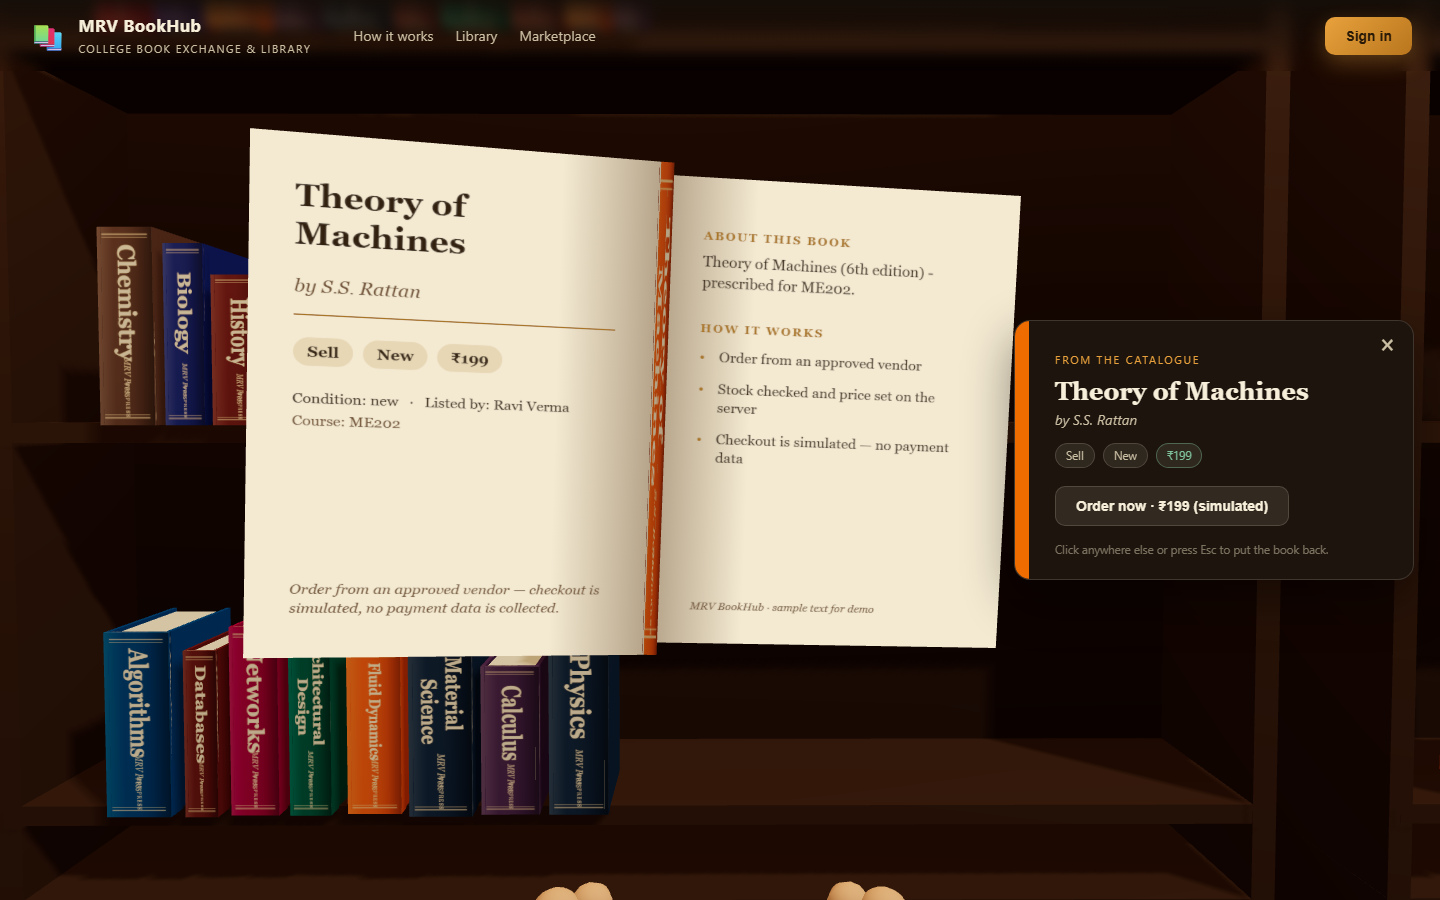 MRV BookHub
COLLEGE BOOK EXCHANGE & LIBRARY
How it works
Library
Marketplace
Sign in
Theory of
Machines
by S.S. Rattan
Sell
New
₹199
Condition: new · Listed by: Ravi Verma
Course: ME202
Order from an approved vendor — checkout is
simulated, no payment data is collected.
ABOUT THIS BOOK
Theory of Machines (6th edition) -
prescribed for ME202.
HOW IT WORKS
• Order from an approved vendor
• Stock checked and price set on the
server
• Checkout is simulated — no payment
data
MRV BookHub - sample text for demo
FROM THE CATALOGUE
Theory of Machines
by S.S. Rattan
Sell
New
₹199
Order now · ₹199 (simulated)
Click anywhere else or press Esc to put the book back.
Chemistry
Biology
History
Algorithms
Databases
etworks
chitectural
Design
Fluid Dynamics
Material
Science
Calculus
Physics